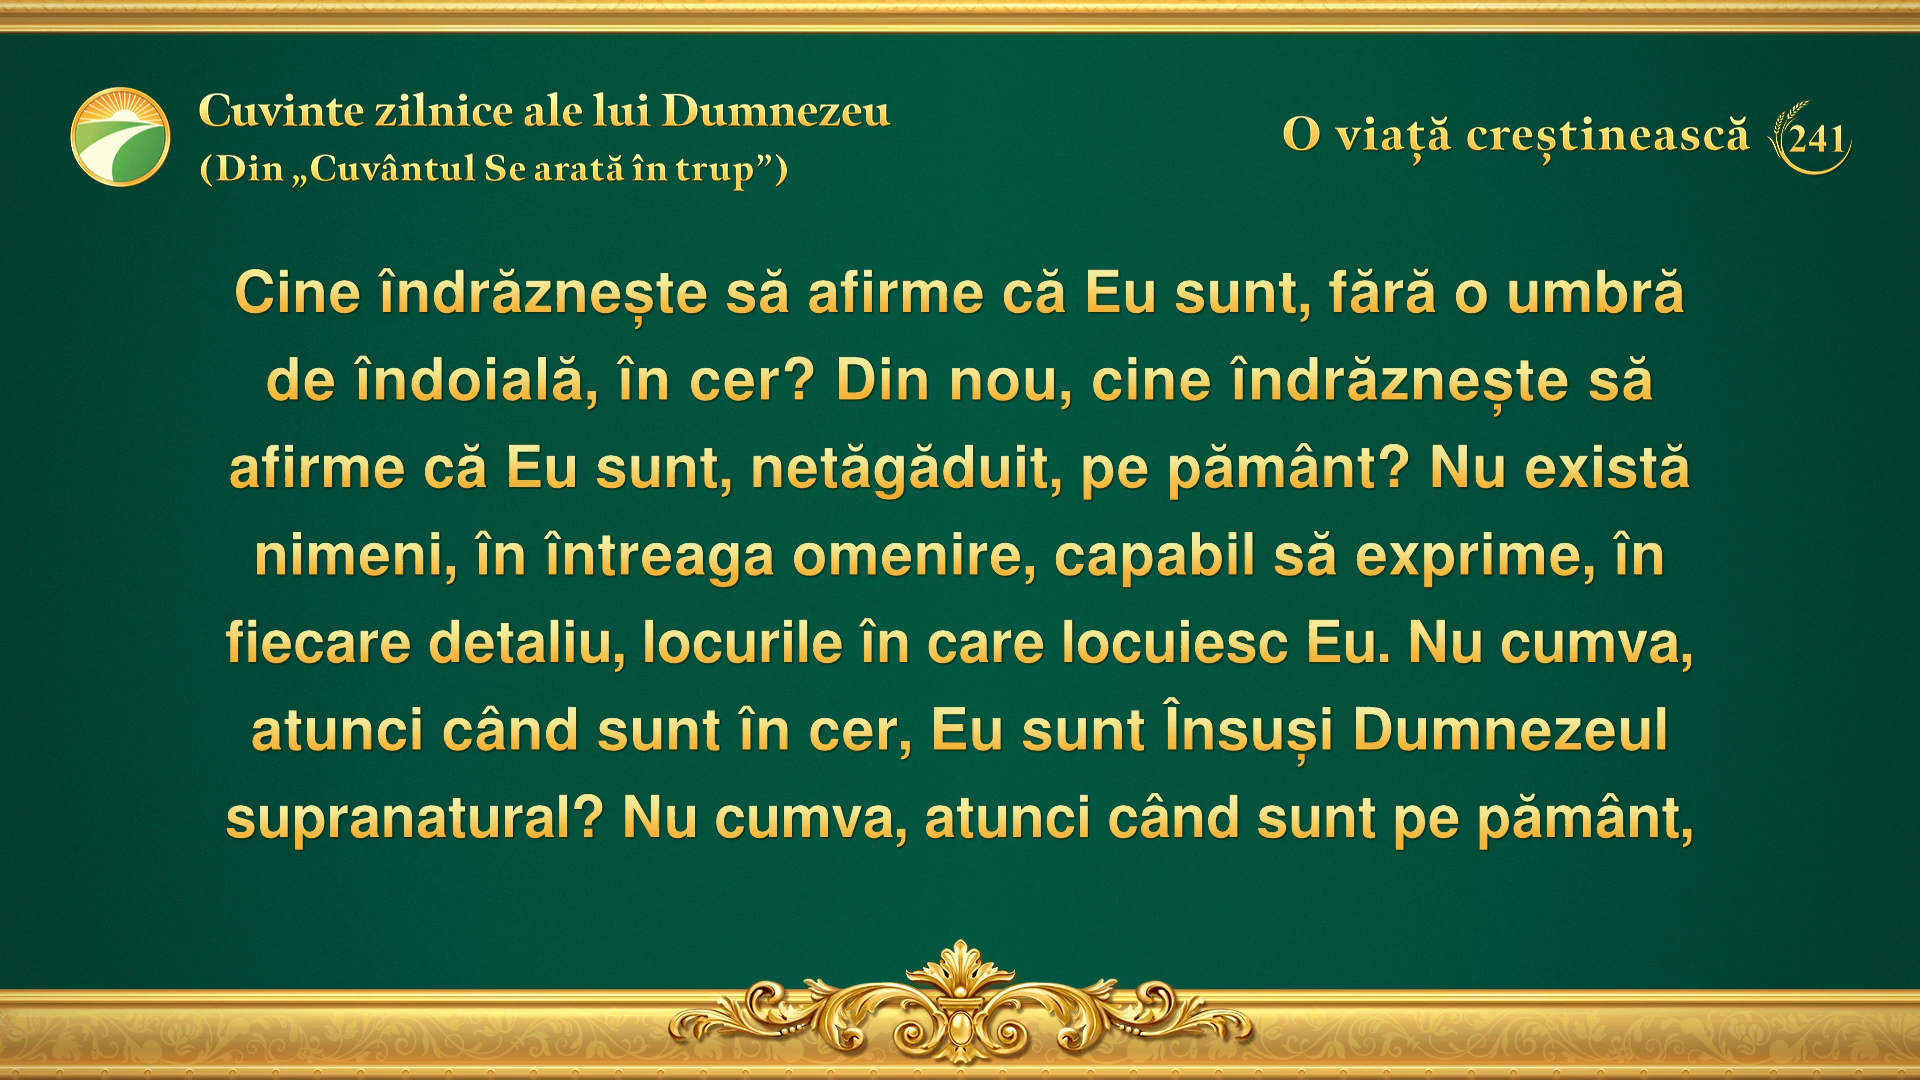 Cuvinte zilnice ale lui Dumnezeu
(Din „Cuvântul Se arată în trup”)
O viață creștinească 241
Cine îndrăznește să afirme că Eu sunt, fără o umbră
de îndoială, în cer? Din nou, cine îndrăznește să
afirme că Eu sunt, netăgăduit, pe pământ? Nu există
nimeni, în întreaga omenire, capabil să exprime, în
fiecare detaliu, locurile în care locuiesc Eu. Nu cumva,
atunci când sunt în cer, Eu sunt Însuși Dumnezeul
supranatural? Nu cumva, atunci când sunt pe pământ,